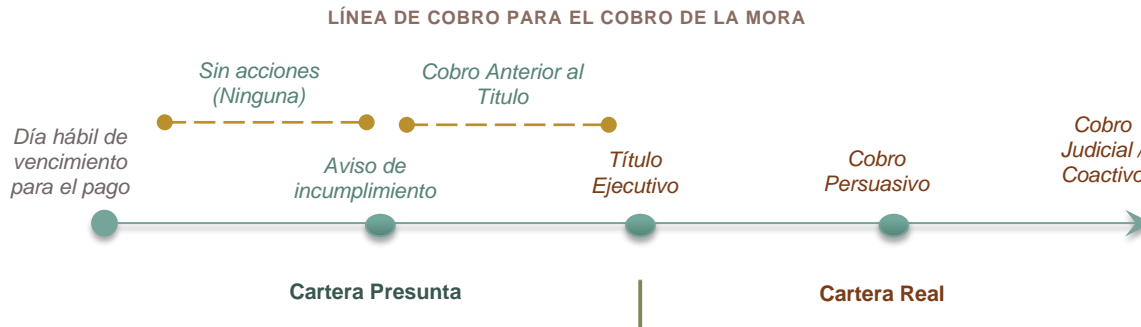 LÍNEA DE COBRO PARA EL COBRO DE LA MORA
Sin acciones
(Ninguna)
Cobro Anterior al
Titulo
Día hábil de
vencimiento
para el pago
Aviso de
incumplimiento
Título
Ejecutivo
Cobro
Persuasivo
Cobro
Judicial /
Coactivo
Cartera Presunta
Cartera Real